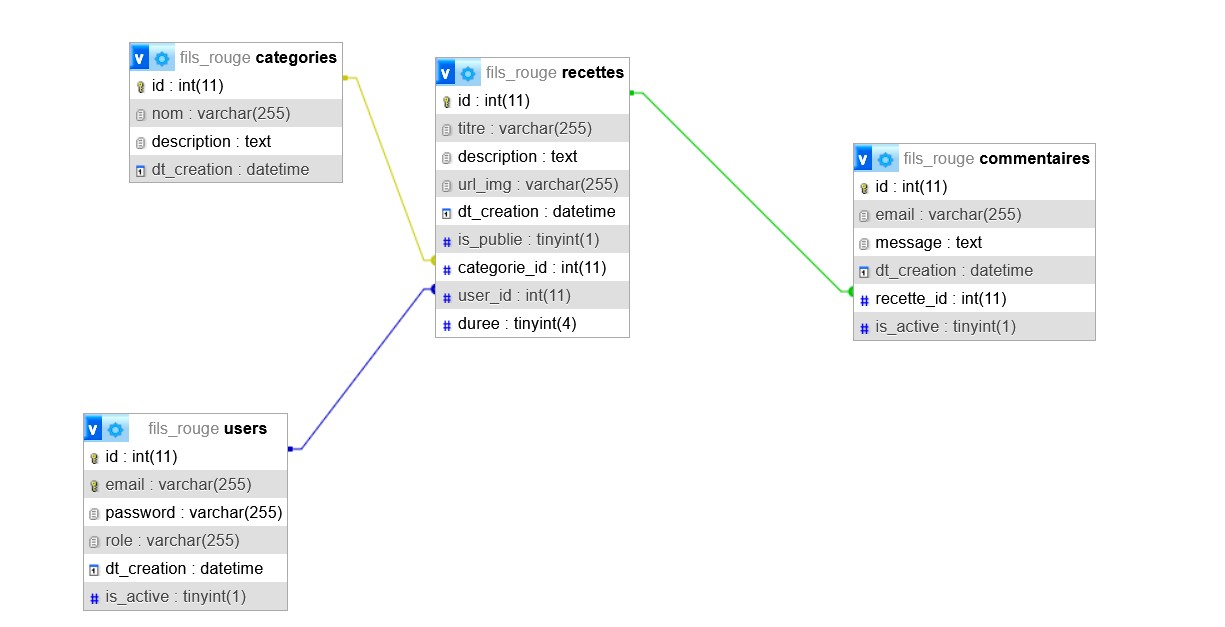 v fils_rouge categories
id : int(11)
nom : varchar(255)
description : text
dt_creation : datetime
v fils_rouge recettes
id : int(11)
titre : varchar(255)
description : text
url_img : varchar(255)
dt_creation : datetime
# is_publie : tinyint(1)
# categorie_id : int(11)
# user_id : int(11)
# duree : tinyint(4)
v fils_rouge commentaires
id : int(11)
email : varchar(255)
message : text
dt_creation : datetime
# recette_id : int(11)
# is_active : tinyint(1)
v fils_rouge users
id : int(11)
email : varchar(255)
password : varchar(255)
role : varchar(255)
dt_creation : datetime
# is_active : tinyint(1)